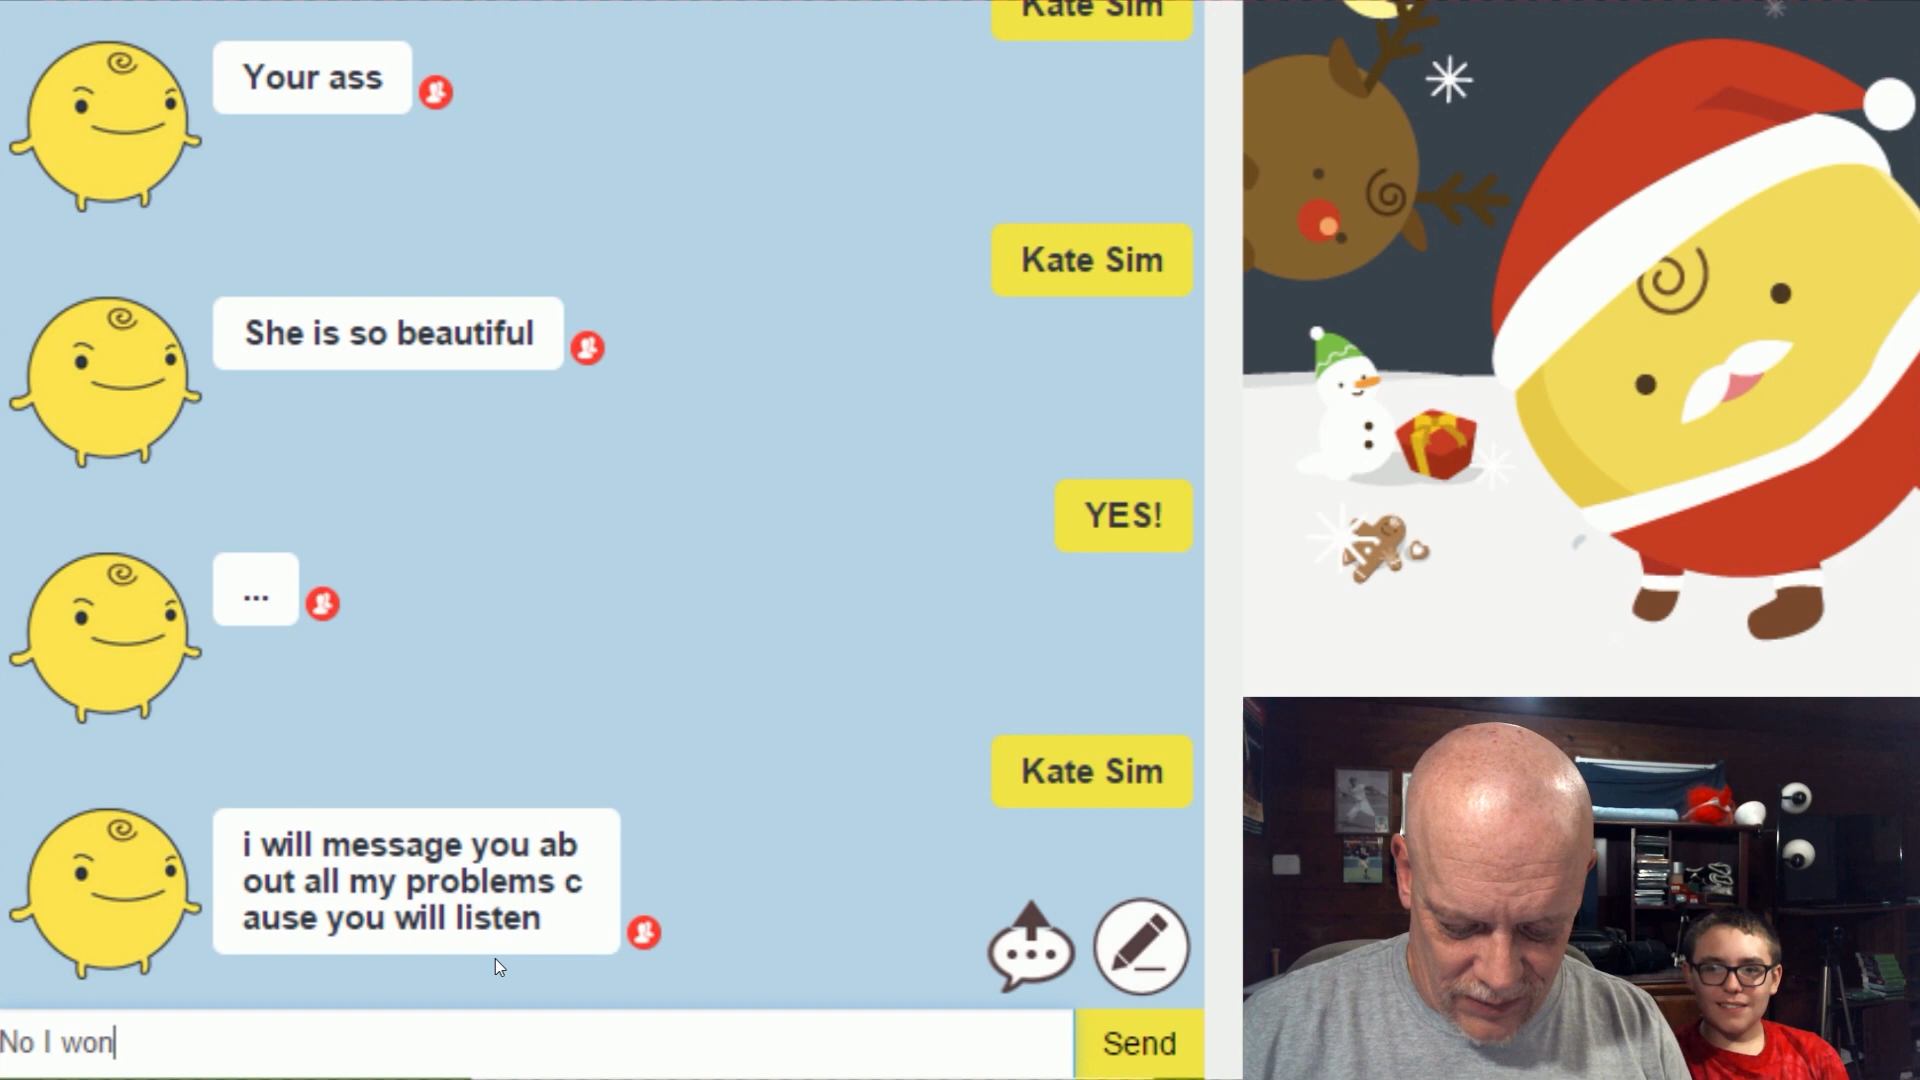 Kate Sim
Your ass
Kate Sim
She is so beautiful
YES!
...
Kate Sim
i will message you ab
out all my problems c
ause you will listen
No I won
Send